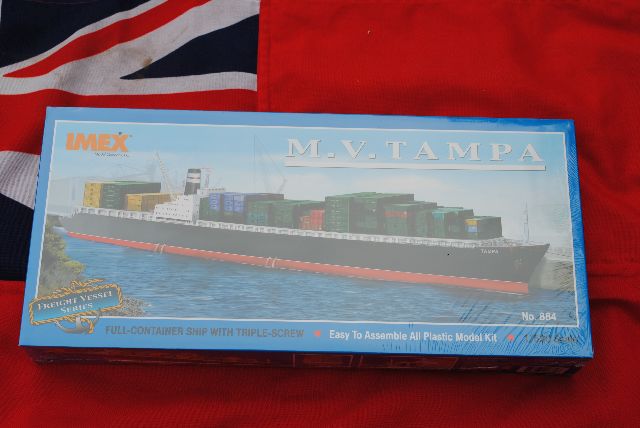 IMEX
M.V. TAMPA
TAMPA
FREIGHT VESSEL
SERIES
No. 884
FULL-CONTAINER SHIP WITH TRIPLE-SCREW • Easy To Assemble All Plastic Model Kit •